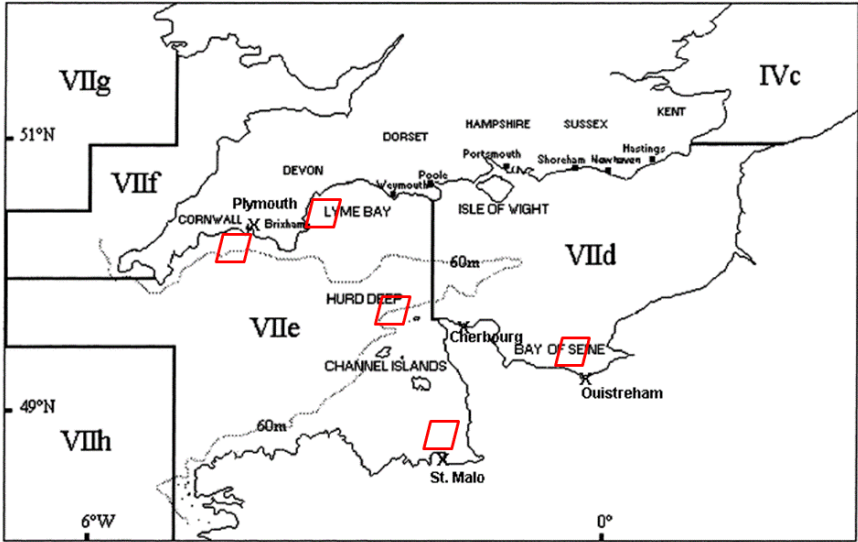 VIIg
IVc
KENT
51°N
HAMPSHIRE
SUSSEX
DORSET
Hastings
Portsmouth
Shoreham
Newhaven
DEVON
VIIf
Poole
Weymouth
Plymouth
ISLE OF WIGHT
CORNWALL
Brixham
LYME BAY
VIId
60m
HURD DEEP
VIIe
Cherbourg
BAY OF SEINE
CHANNEL ISLANDS
Ouistreham
49°N
60m
VIIh
St. Malo
6°W
0°